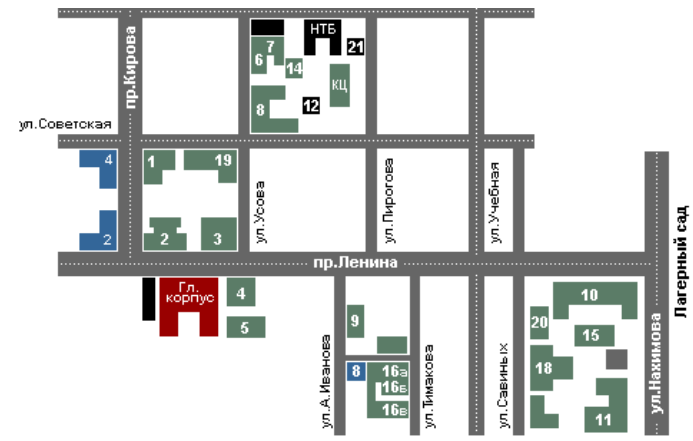 НТБ
7
21
6
14
КЦ
12
8
пр.Кирова
ул.Советская
4
1
19
2
2
3
ул.Усова
ул.Пирогова
ул.Учебная
пр.Ленина
Лагерный сад
Гл.
корпус
4
5
9
10
20
15
18
11
8
16а
16Б
16в
ул.А.Иванова
ул.Тимакова
ул.Савиных
ул.Нахимова